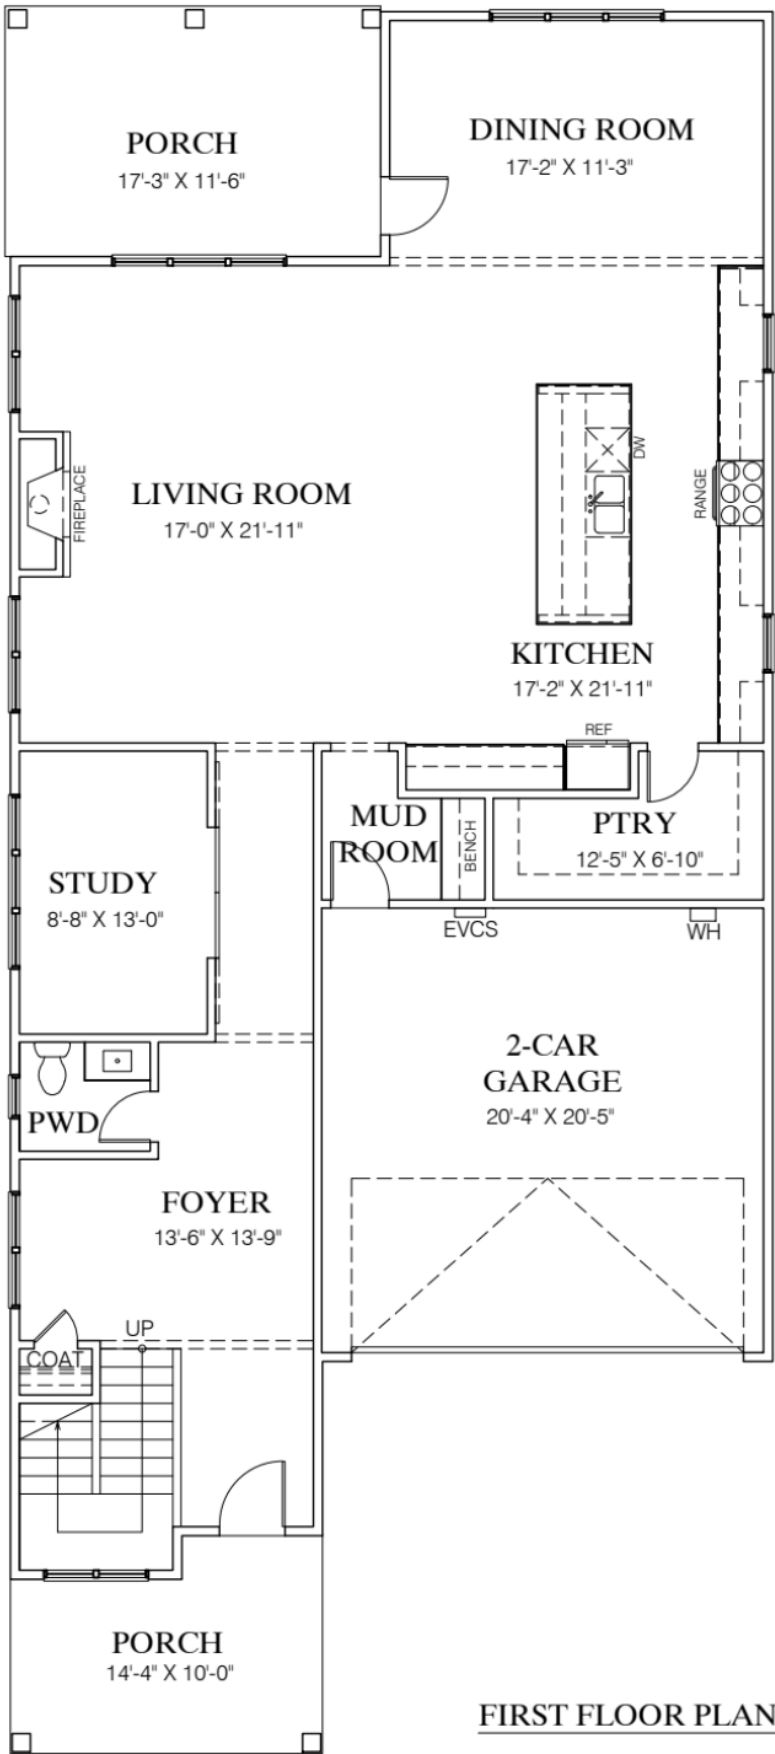 PORCH
17'-3" X 11'-6"
DINING ROOM
17'-2" X 11'-3"
LIVING ROOM
17'-0" X 21'-11"
FIREPLACE
DW
RANGE
KITCHEN
17'-2" X 21'-11"
REF
MUD
ROOM
BENCH
PTRY
12'-5" X 6'-10"
STUDY
8'-8" X 13'-0"
EVCS
WH
2-CAR
GARAGE
20'-4" X 20'-5"
PWD
FOYER
13'-6" X 13'-9"
UP
COAT
PORCH
14'-4" X 10'-0"
FIRST FLOOR PLAN